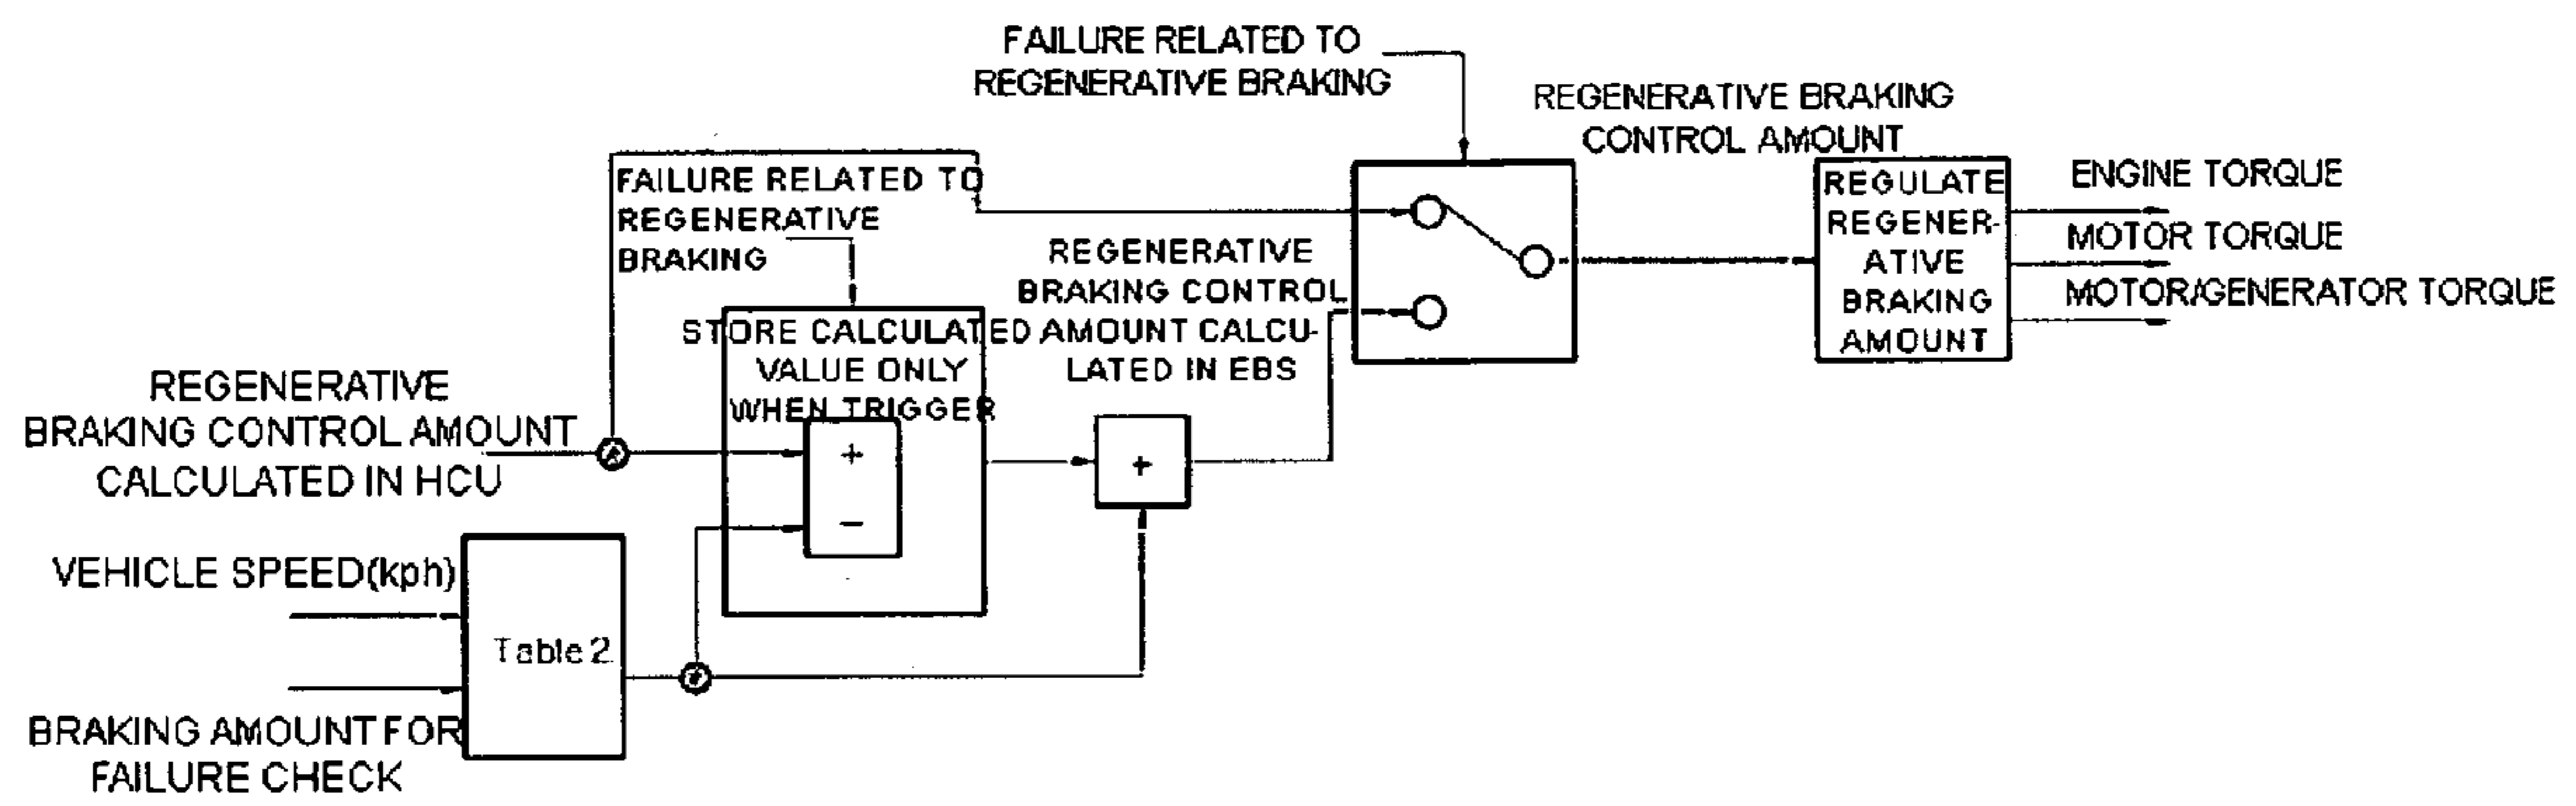 FAILURE RELATED TO
REGENERATIVE BRAKING
REGENERATIVE BRAKING
CONTROL AMOUNT
FAILURE RELATED TO
REGENERATIVE
BRAKING
REGULATE
REGENER-
ATIVE
BRAKING
AMOUNT
ENGINE TORQUE
MOTOR TORQUE
MOTOR/GENERATOR TORQUE
REGENERATIVE
BRAKING CONTROL
AMOUNT CALCU-
LATED IN EBS
STORE CALCULATED
VALUE ONLY
WHEN TRIGGER
REGENERATIVE
BRAKING CONTROL AMOUNT
CALCULATED IN HCU
+
−
+
VEHICLE SPEED(kph)
Table 2
BRAKING AMOUNT FOR
FAILURE CHECK